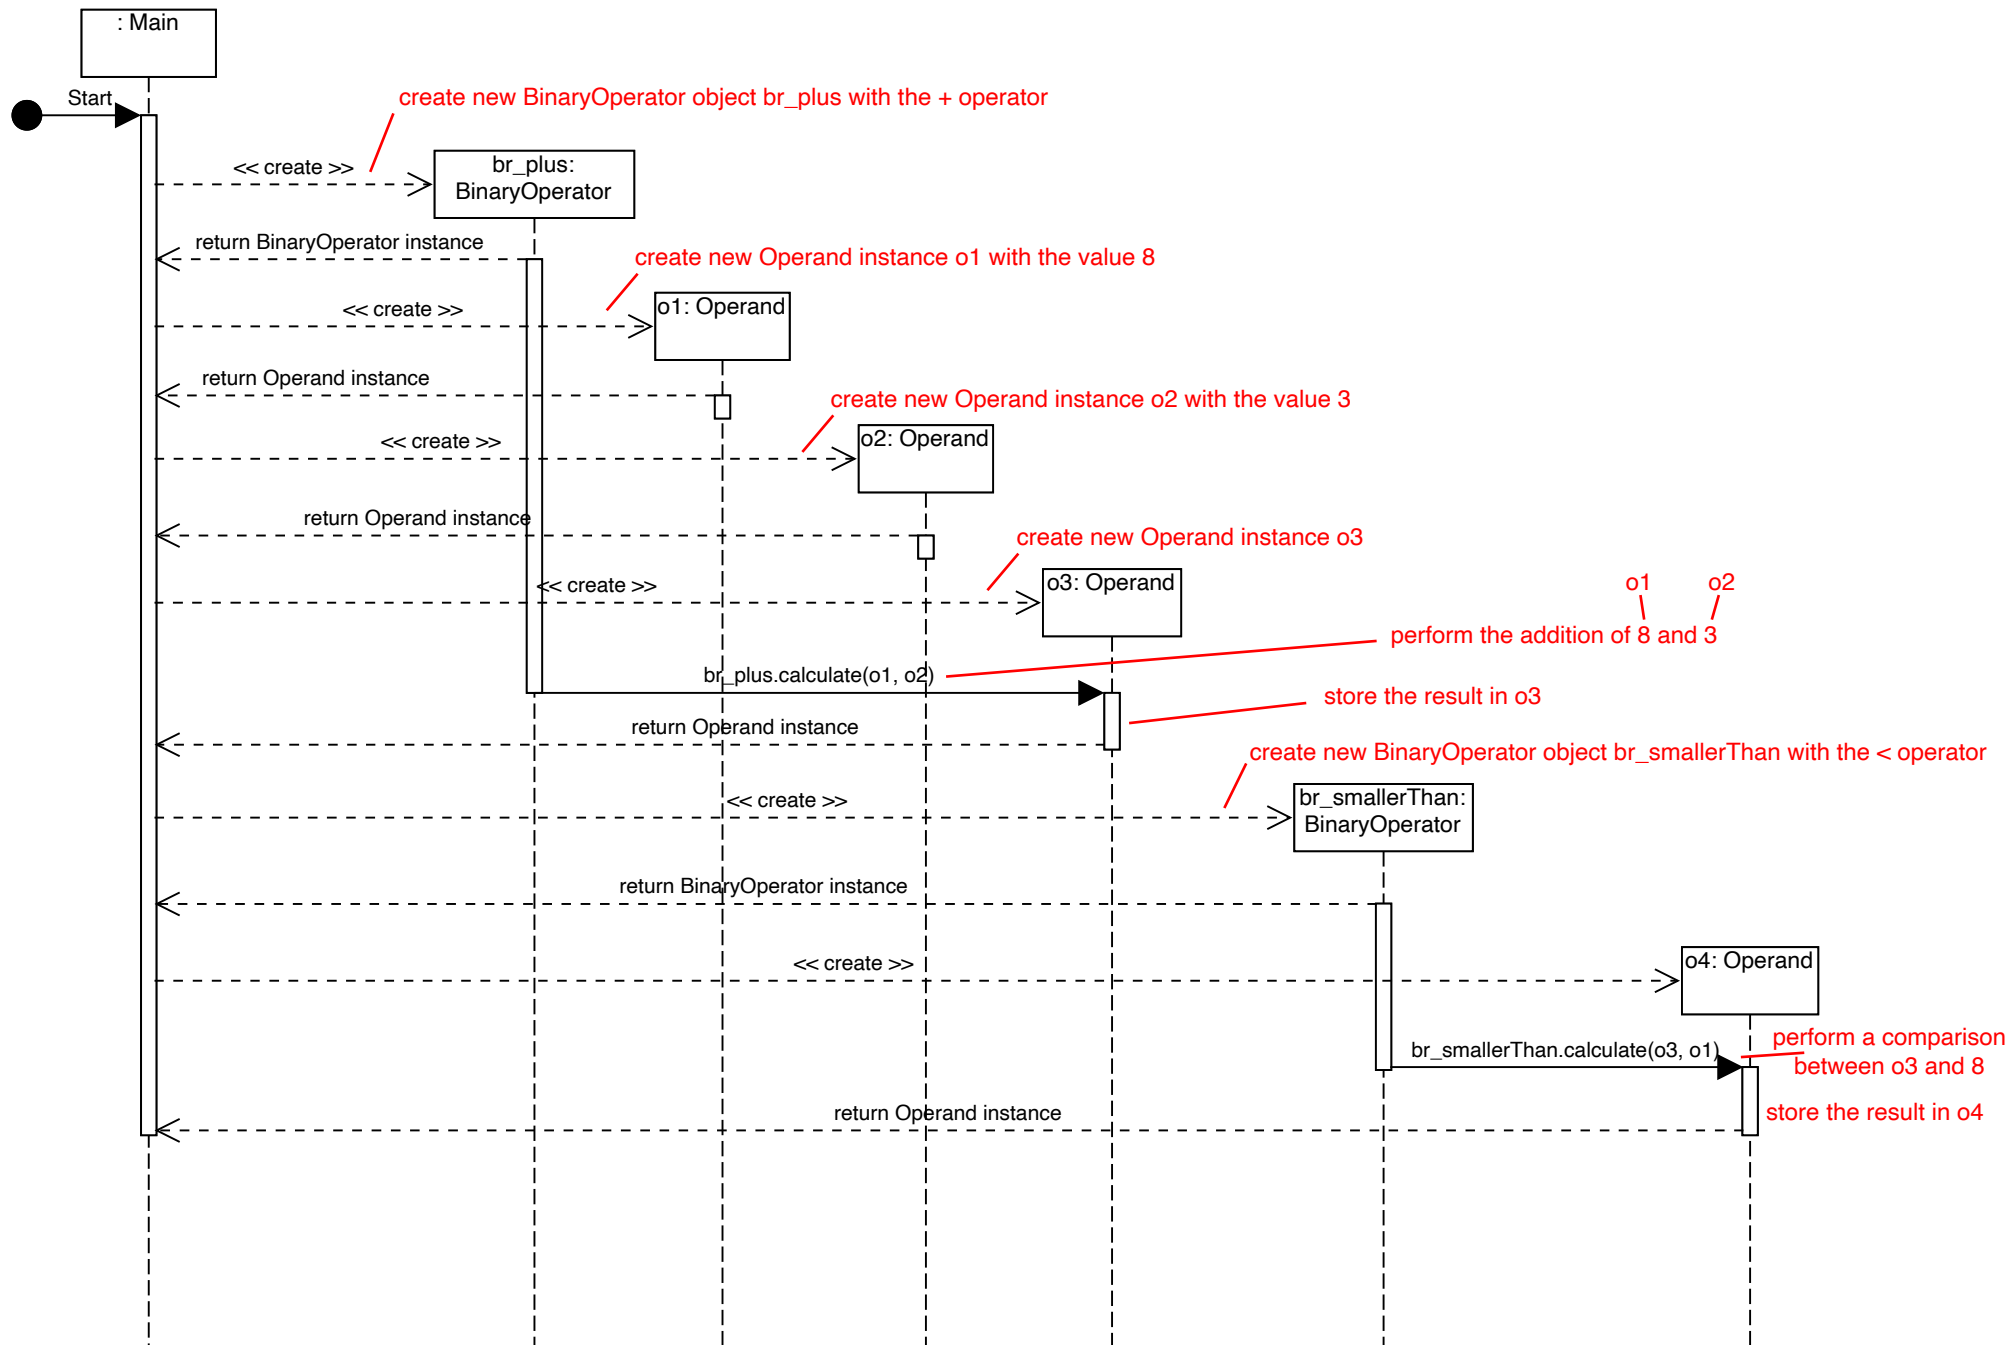 : Main
Start
create new BinaryOperator object br_plus with the + operator
<< create >>
br_plus:
BinaryOperator
return BinaryOperator instance
create new Operand instance o1 with the value 8
<< create >>
o1: Operand
return Operand instance
create new Operand instance o2 with the value 3
<< create >>
o2: Operand
return Operand instance
create new Operand instance o3
<< create >>
o3: Operand
o1
o2
perform the addition of 8 and 3
br_plus.calculate(o1, o2)
store the result in o3
return Operand instance
create new BinaryOperator object br_smallerThan with the < operator
<< create >>
br_smallerThan:
BinaryOperator
return BinaryOperator instance
<< create >>
o4: Operand
perform a comparison
between o3 and 8
br_smallerThan.calculate(o3, o1)
return Operand instance
store the result in o4